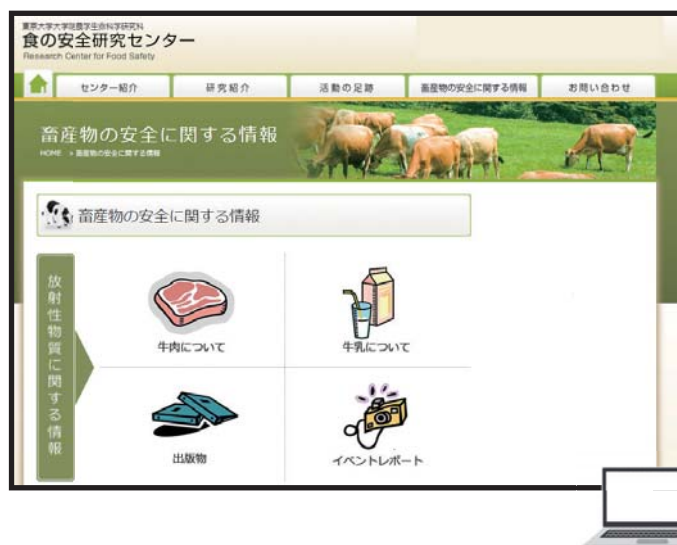 東京大学大学院農学生命科学研究科
食の安全研究センター
Research Center for Food Safety
センター紹介
研究紹介
活動の足跡
畜産物の安全に関する情報
お問い合わせ
畜産物の安全に関する情報
HOME > 畜産物の安全に関する情報
畜産物の安全に関する情報
放射性物質に関する情報
牛肉について
牛乳について
出版物
イベントレポート